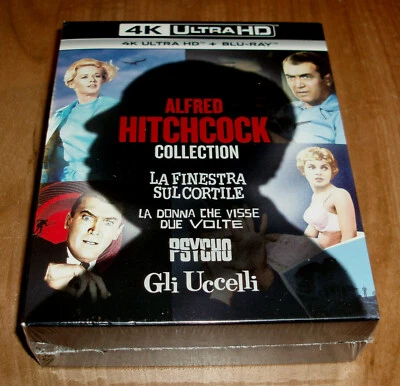 4K ULTRA HD
4K ULTRA HD + BLU-RAY
ALFRED
HITCHCOCK
COLLECTION
LA FINESTRA
SUL CORTILE
LA DONNA CHE VISSE
DUE VOLTE
PSYCHO
Gli Uccelli